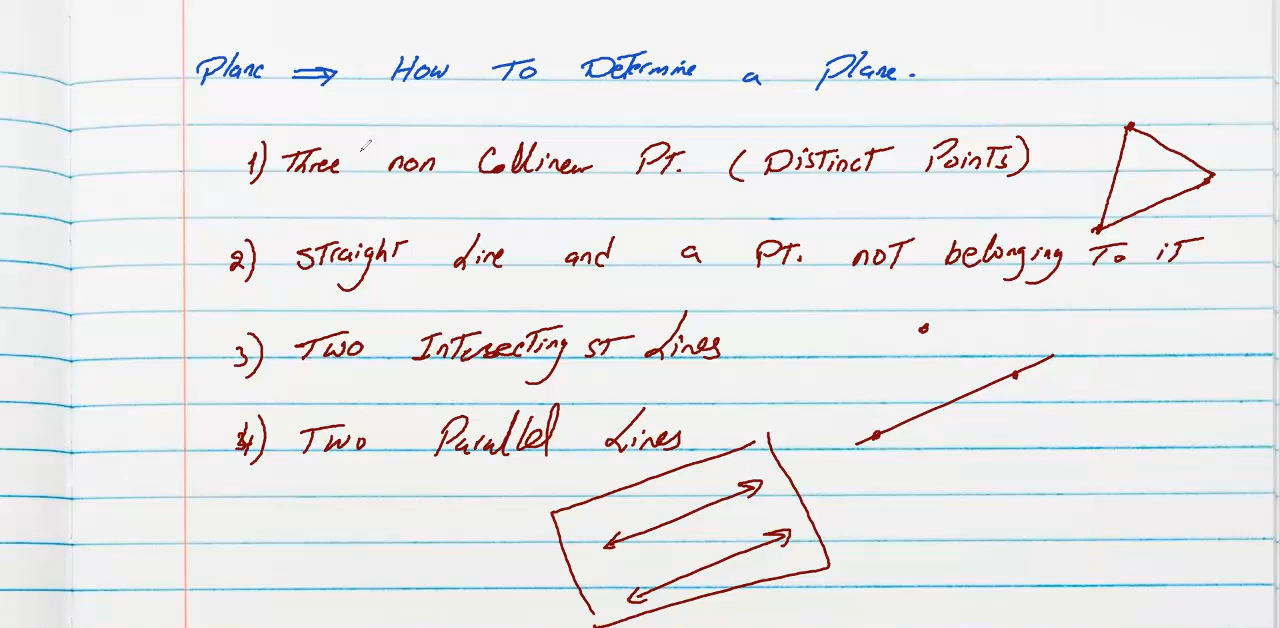 Plane ⇒ How To Determine a Plane.
1) Three non Collinear PT. (Distinct Points)
2) straight Line and a PT. not belonging To it
3) Two Intersecting ST Lines
4) Two Parallel Lines